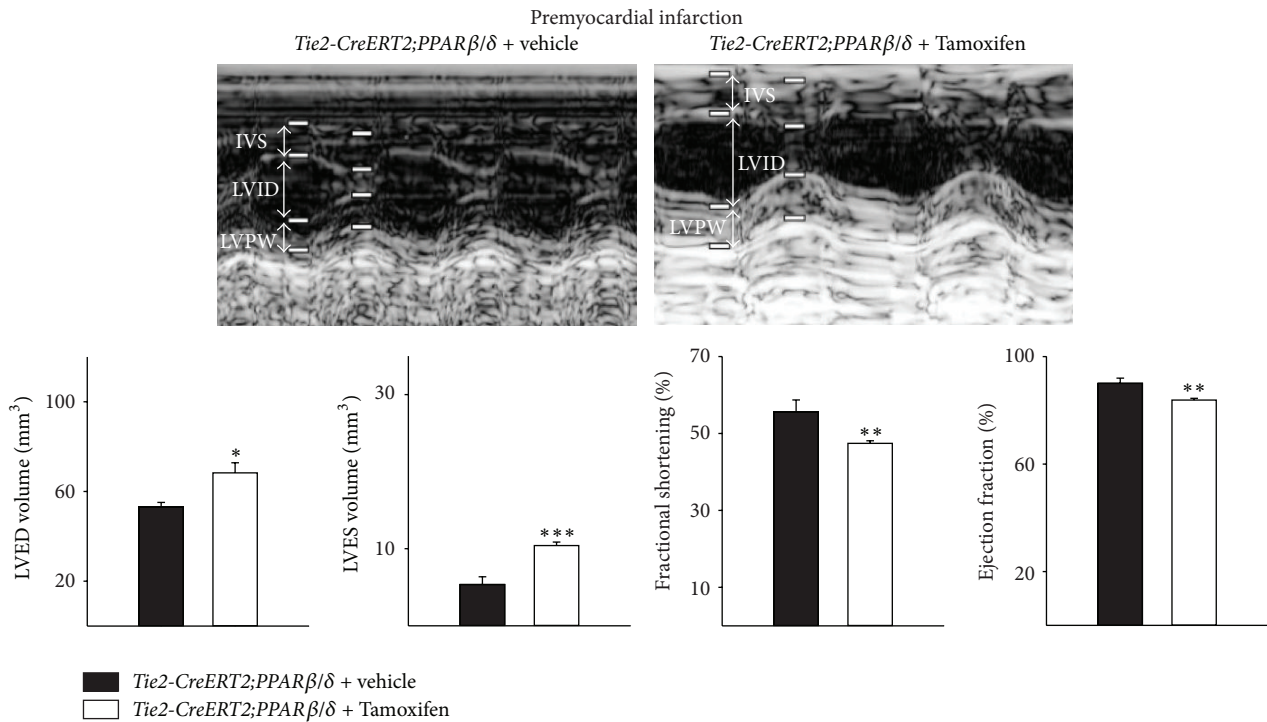 Premyocardial infarction
Tie2-CreERT2;PPARβ/δ + vehicle
Tie2-CreERT2;PPARβ/δ + Tamoxifen
IVS
LVID
LVPW
IVS
LVID
LVPW
LVED volume (mm³)
100
60
20
*
LVES volume (mm³)
30
10
***
Fractional shortening (%)
70
50
30
10
**
Ejection fraction (%)
100
60
20
**
Tie2-CreERT2;PPARβ/δ + vehicle
Tie2-CreERT2;PPARβ/δ + Tamoxifen